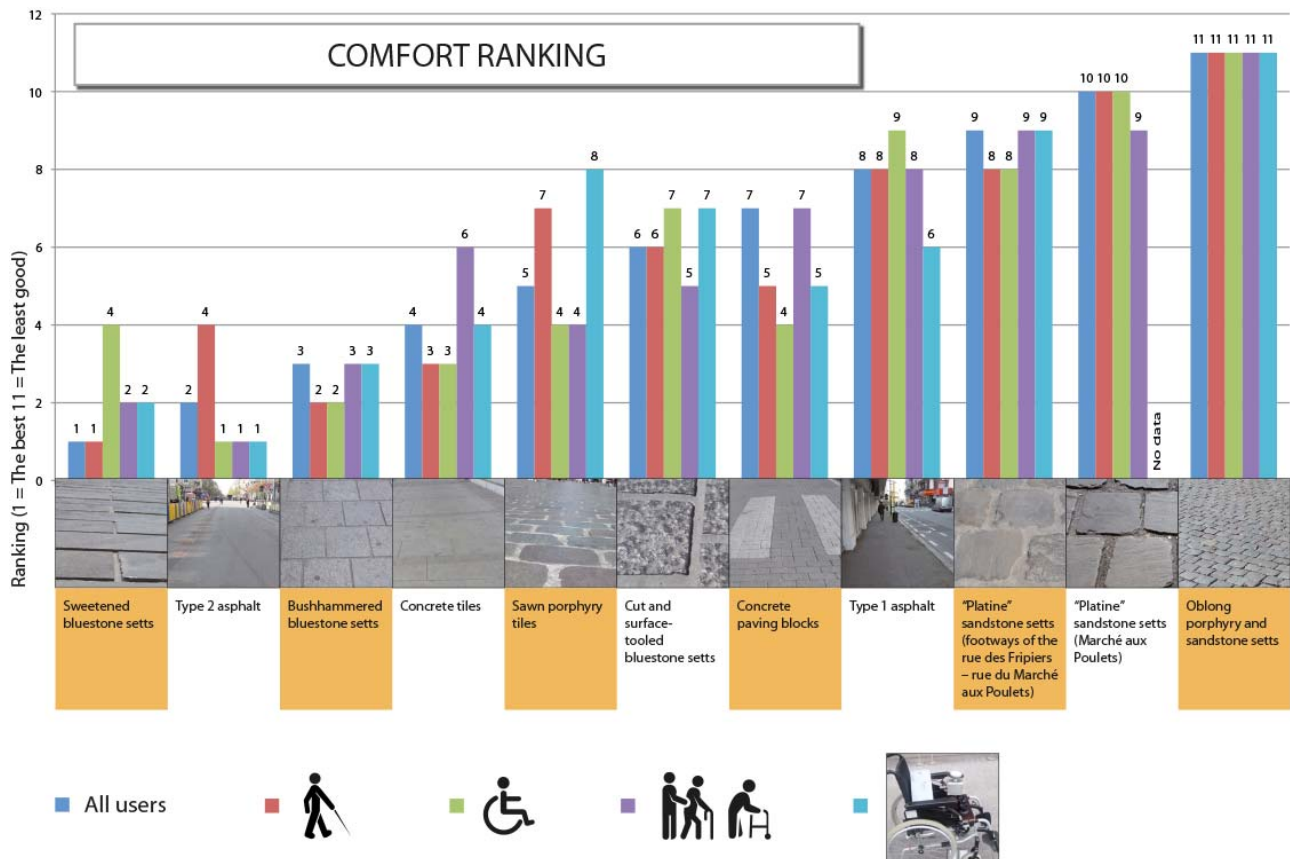 COMFORT RANKING
Ranking (1 = The best 11 = The least good)
12
10
8
6
4
2
0
1 1 4 2 2
2 4 1 1 1
3 2 2 3 3
4 3 3 6 4
5 7 4 4 8
6 6 7 5 7
7 5 4 7 5
8 8 9 8 6
9 8 8 9 9
10 10 10 9 No data
11 11 11 11 11
Sweetened
bluestone setts
Type 2 asphalt
Bushhammered
bluestone setts
Concrete tiles
Sawn porphyry
tiles
Cut and
surface-
tooled
bluestone setts
Concrete
paving blocks
Type 1 asphalt
"Platine"
sandstone setts
(footways of the
rue des Fripiers
– rue du Marché
aux Poulets)
"Platine"
sandstone setts
(Marché aux
Poulets)
Oblong
porphyry and
sandstone setts
All users